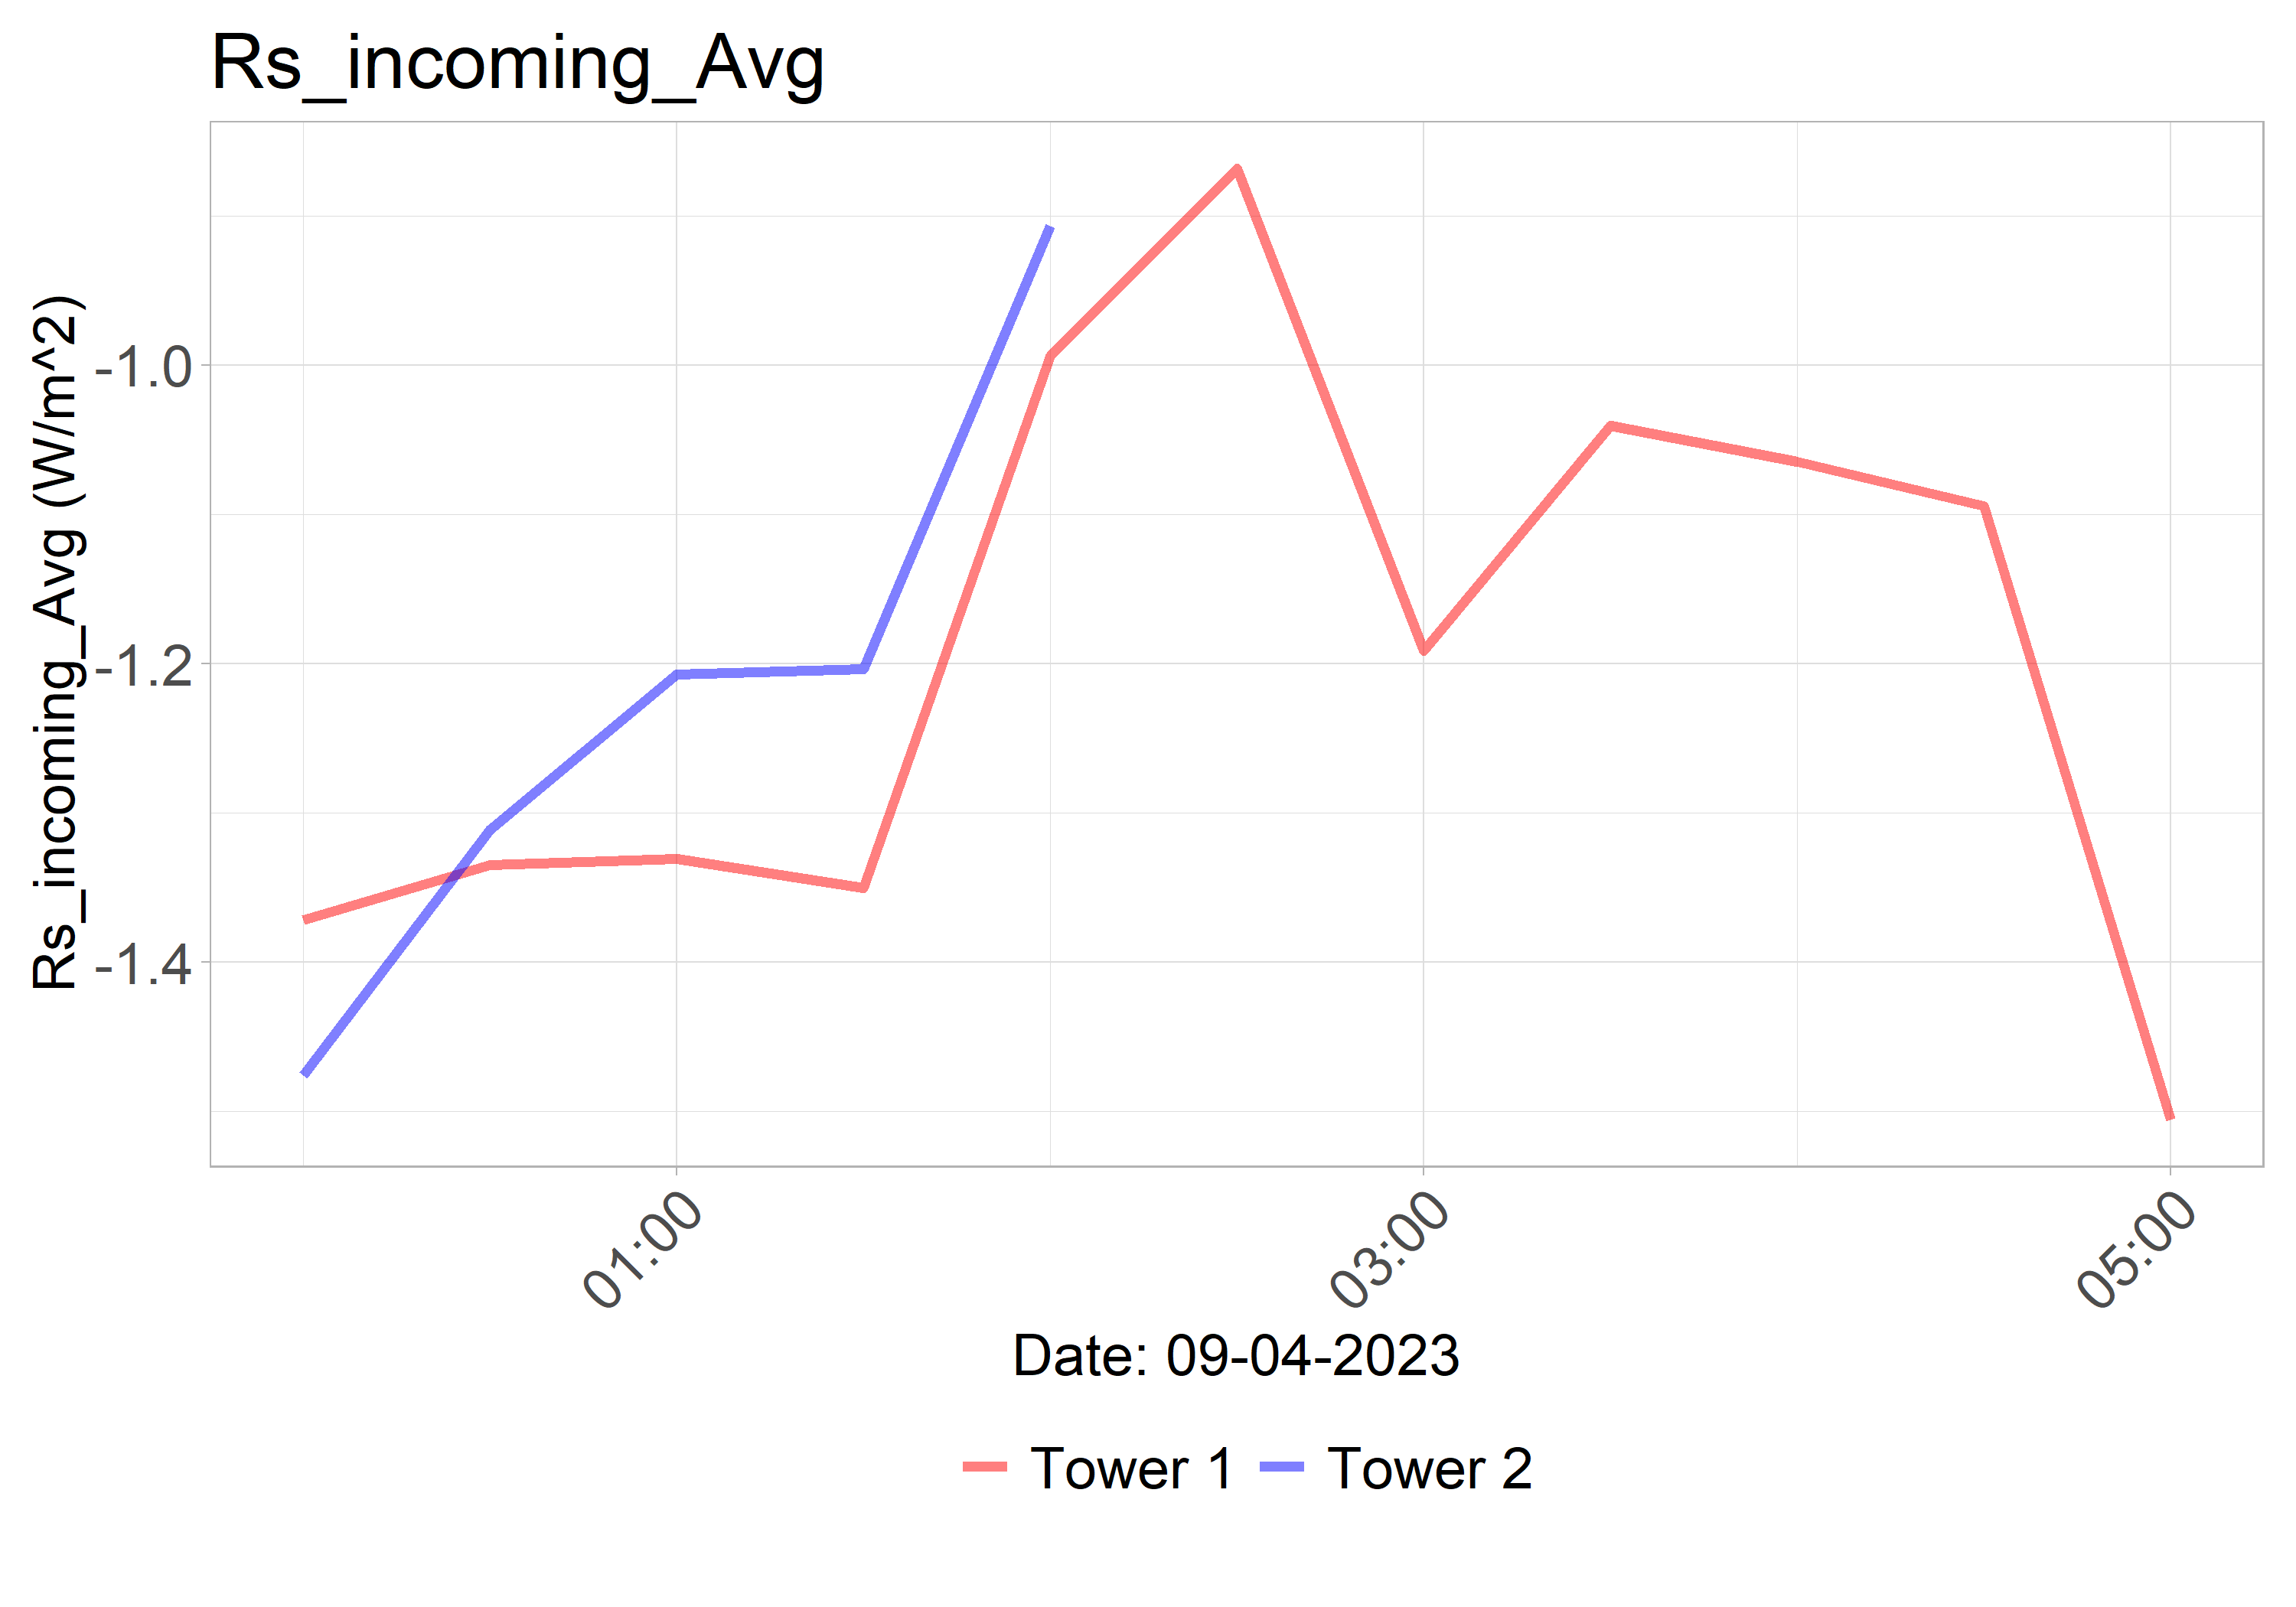 Rs_incoming_Avg
Rs_incoming_Avg (W/m^2)
-1.0
-1.2
-1.4
01:00
03:00
05:00
Date: 09-04-2023
Tower 1
Tower 2